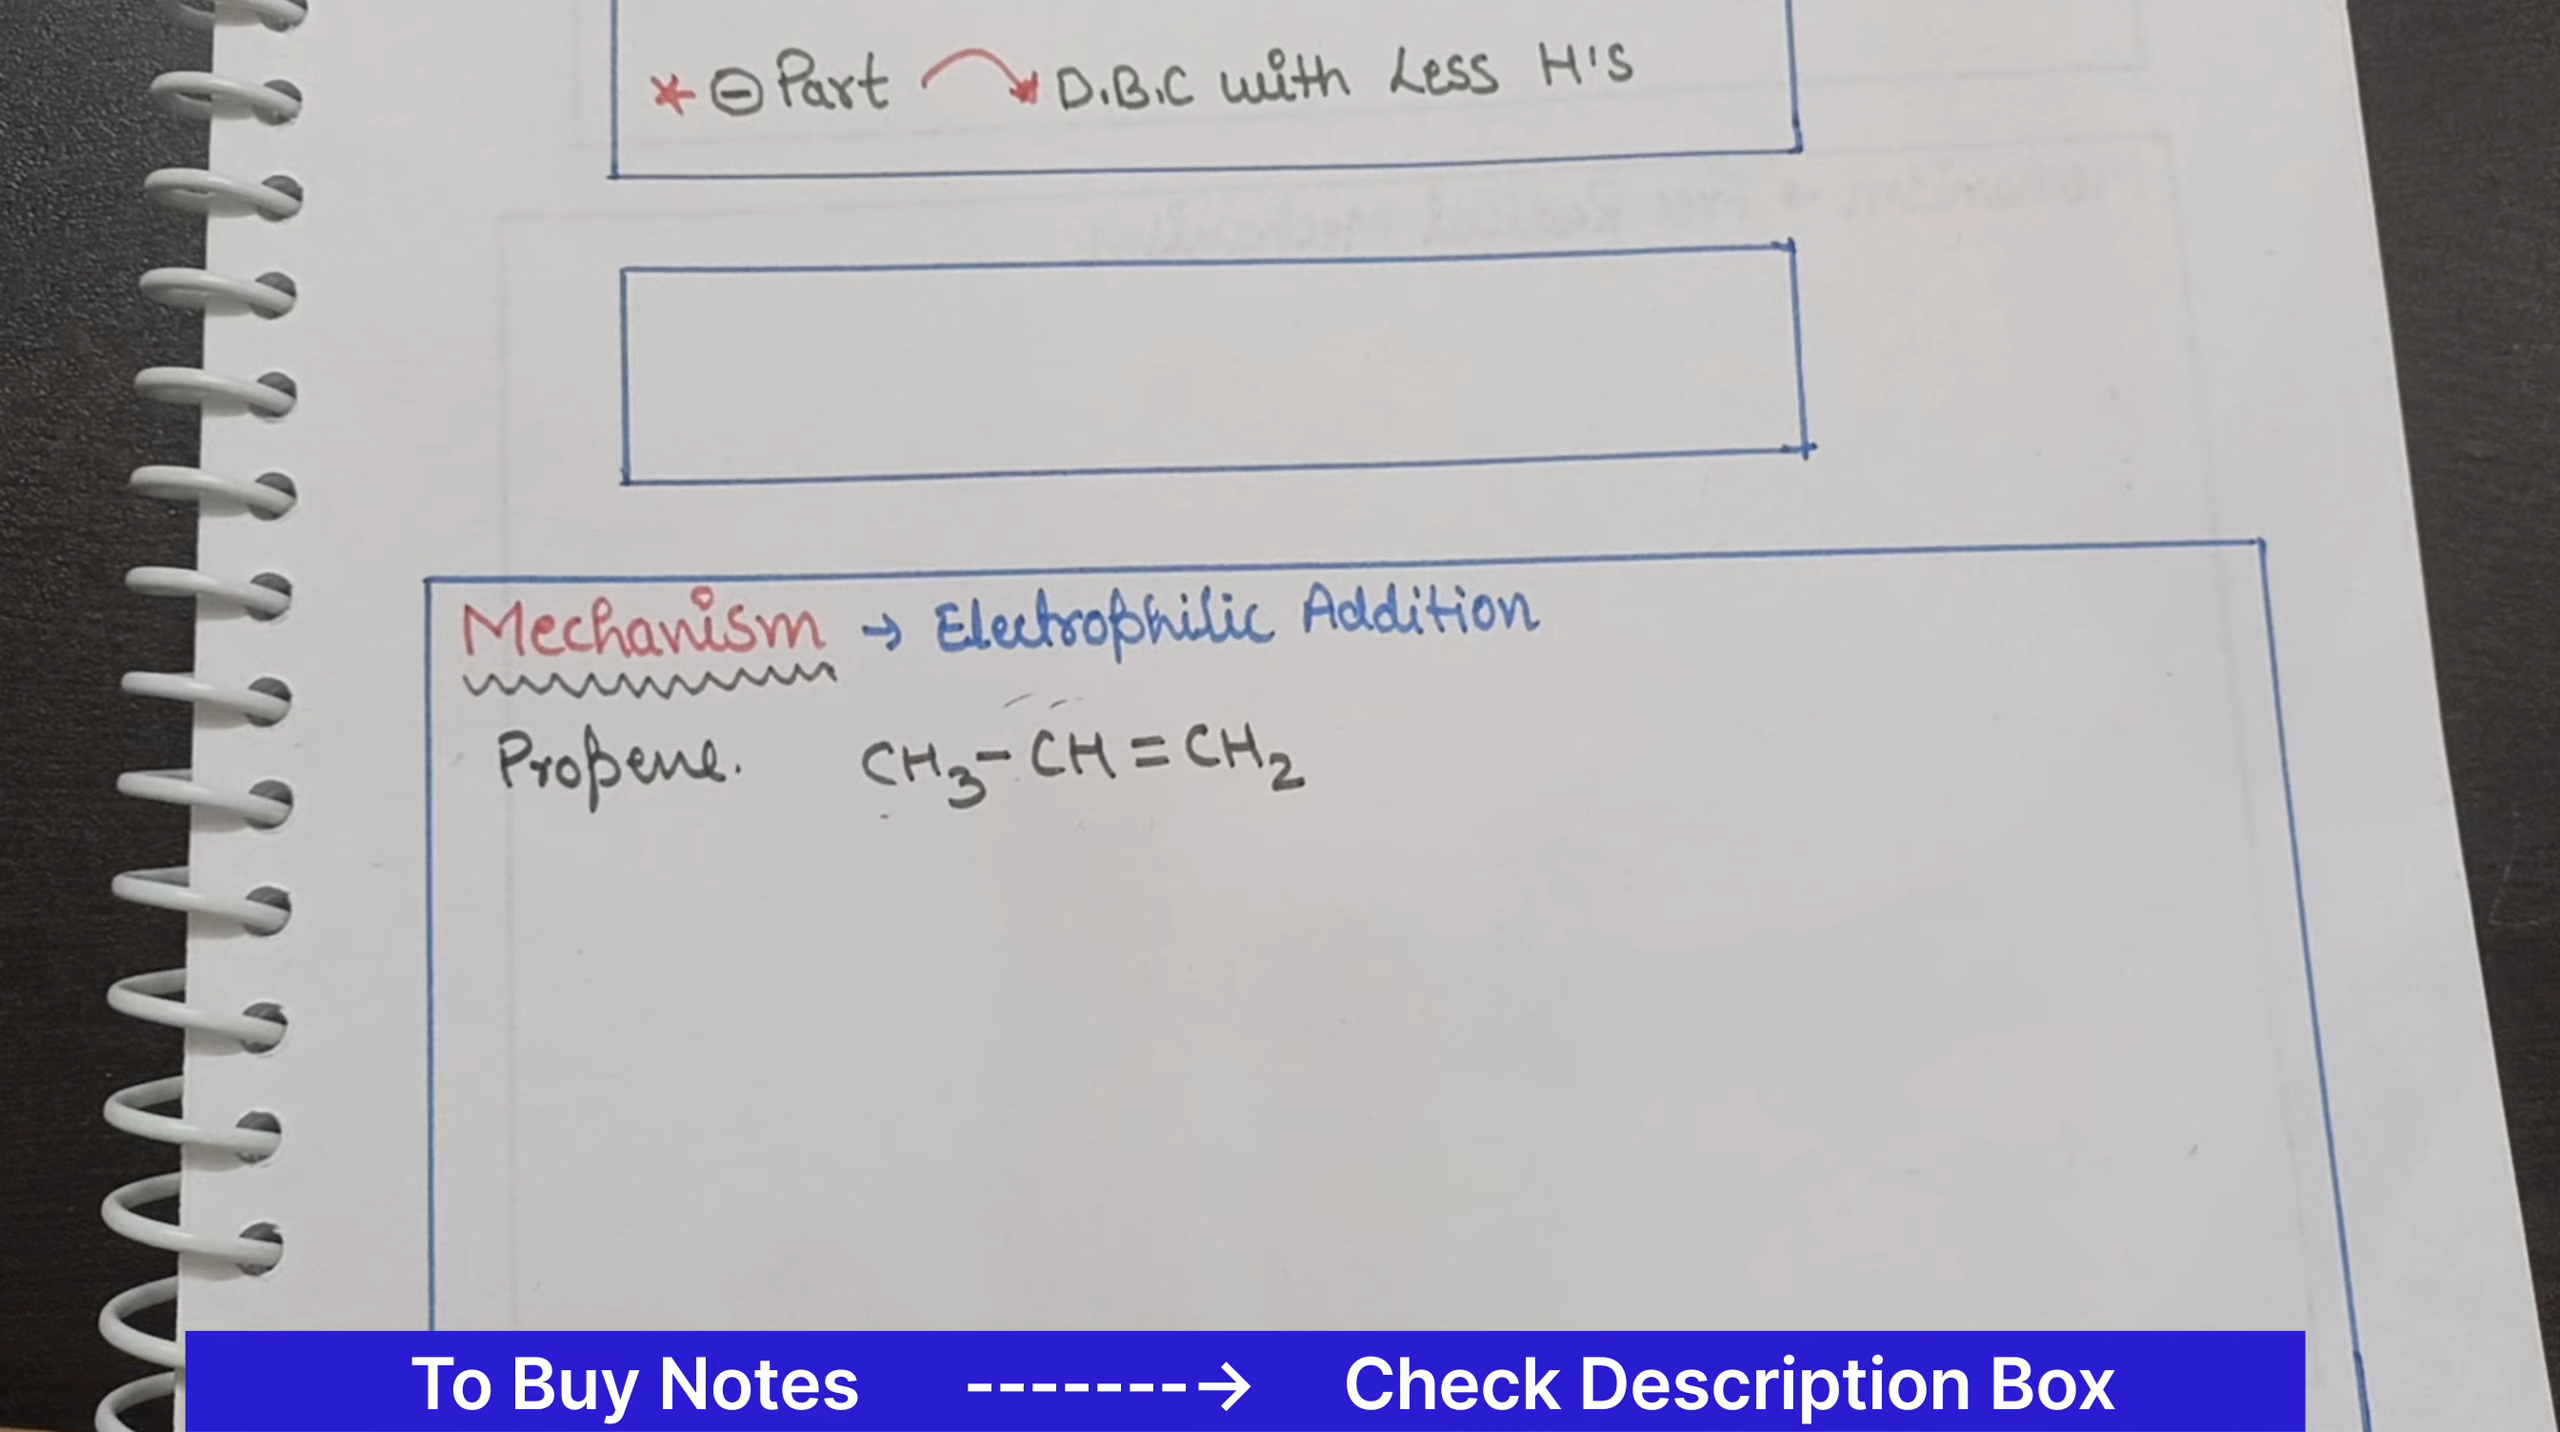 * ⊖ Part → D.B.C with Less H'S
Mechanism → Electrophilic Addition
Propene. CH₃-CH=CH₂
To Buy Notes -------→ Check Description Box